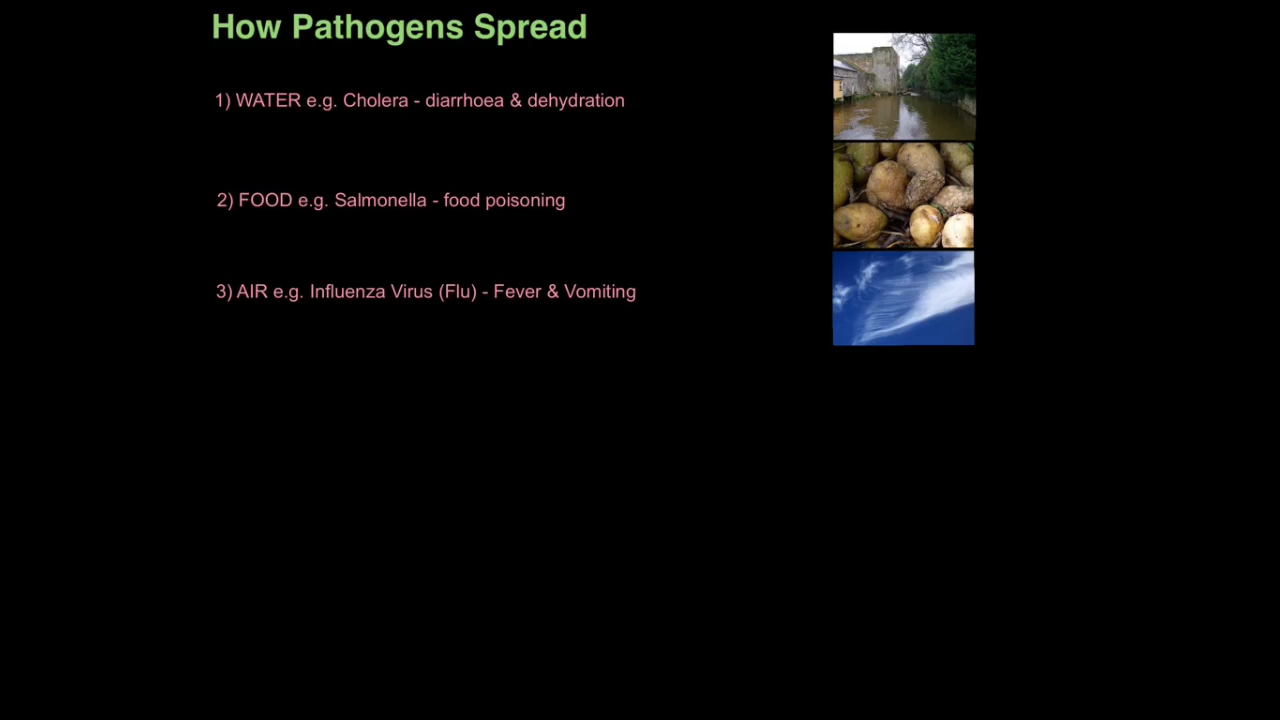 How Pathogens Spread
1) WATER e.g. Cholera - diarrhoea & dehydration
2) FOOD e.g. Salmonella - food poisoning
3) AIR e.g. Influenza Virus (Flu) - Fever & Vomiting